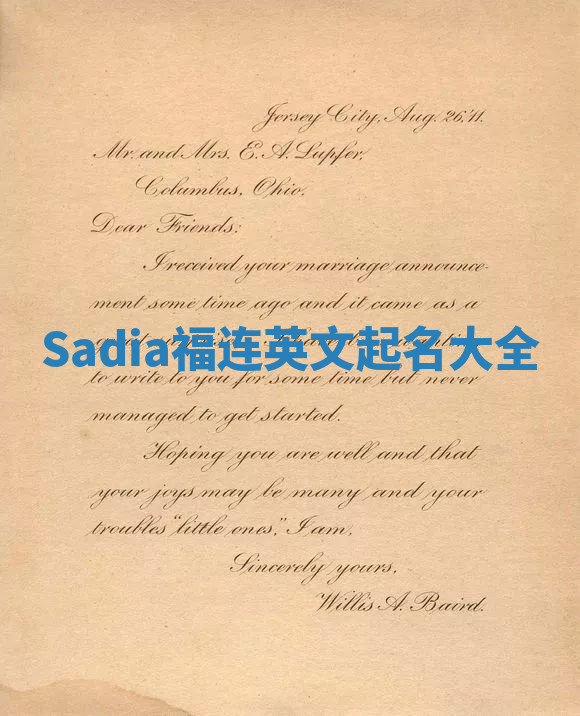 Jersey City, Aug. 26,'11.
Mr. and Mrs. E. A. Lupfer,
Columbus, Ohio.
Dear Friends:
I received your marriage announce-
ment some time ago and it came as a
Sadia福连英文起名大全
to write to you for some time but never
managed to get started.
Hoping you are well and that
your joys may be many and your
troubles "little ones," I am,
Sincerely yours,
Willis A. Baird.